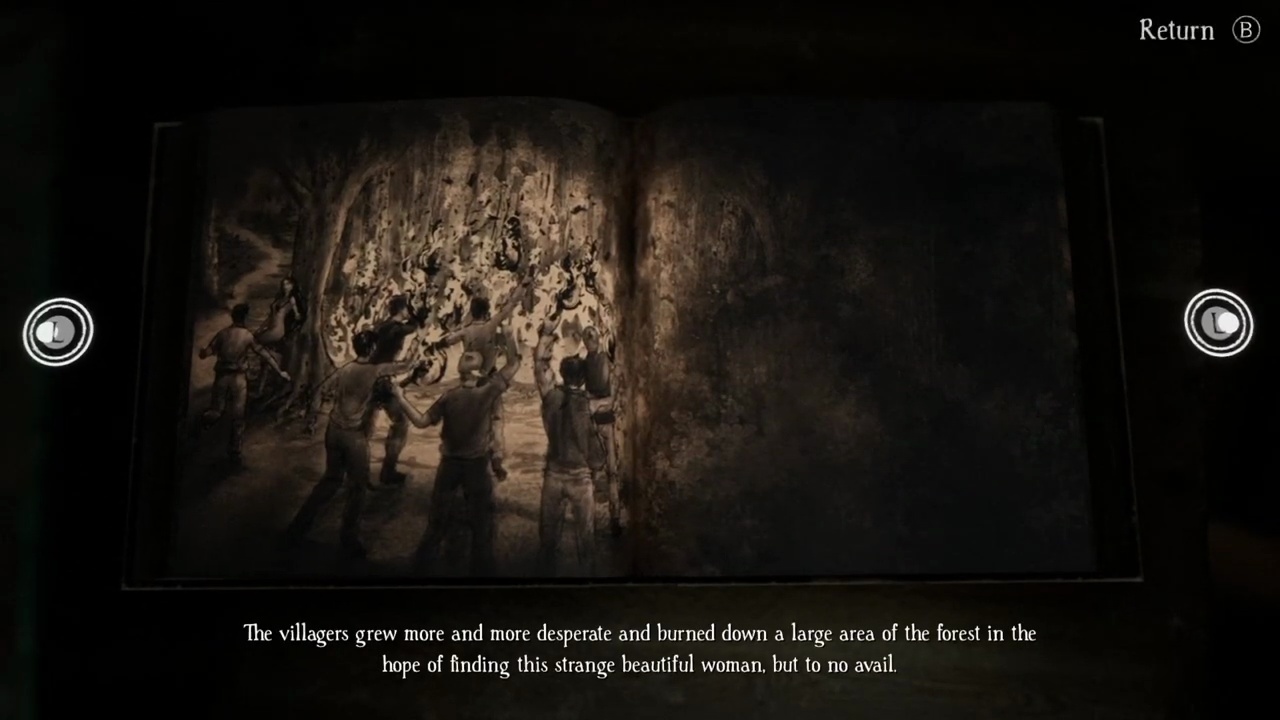 Return B
L
L
The villagers grew more and more desperate and burned down a large area of the forest in the
hope of finding this strange beautiful woman, but to no avail.